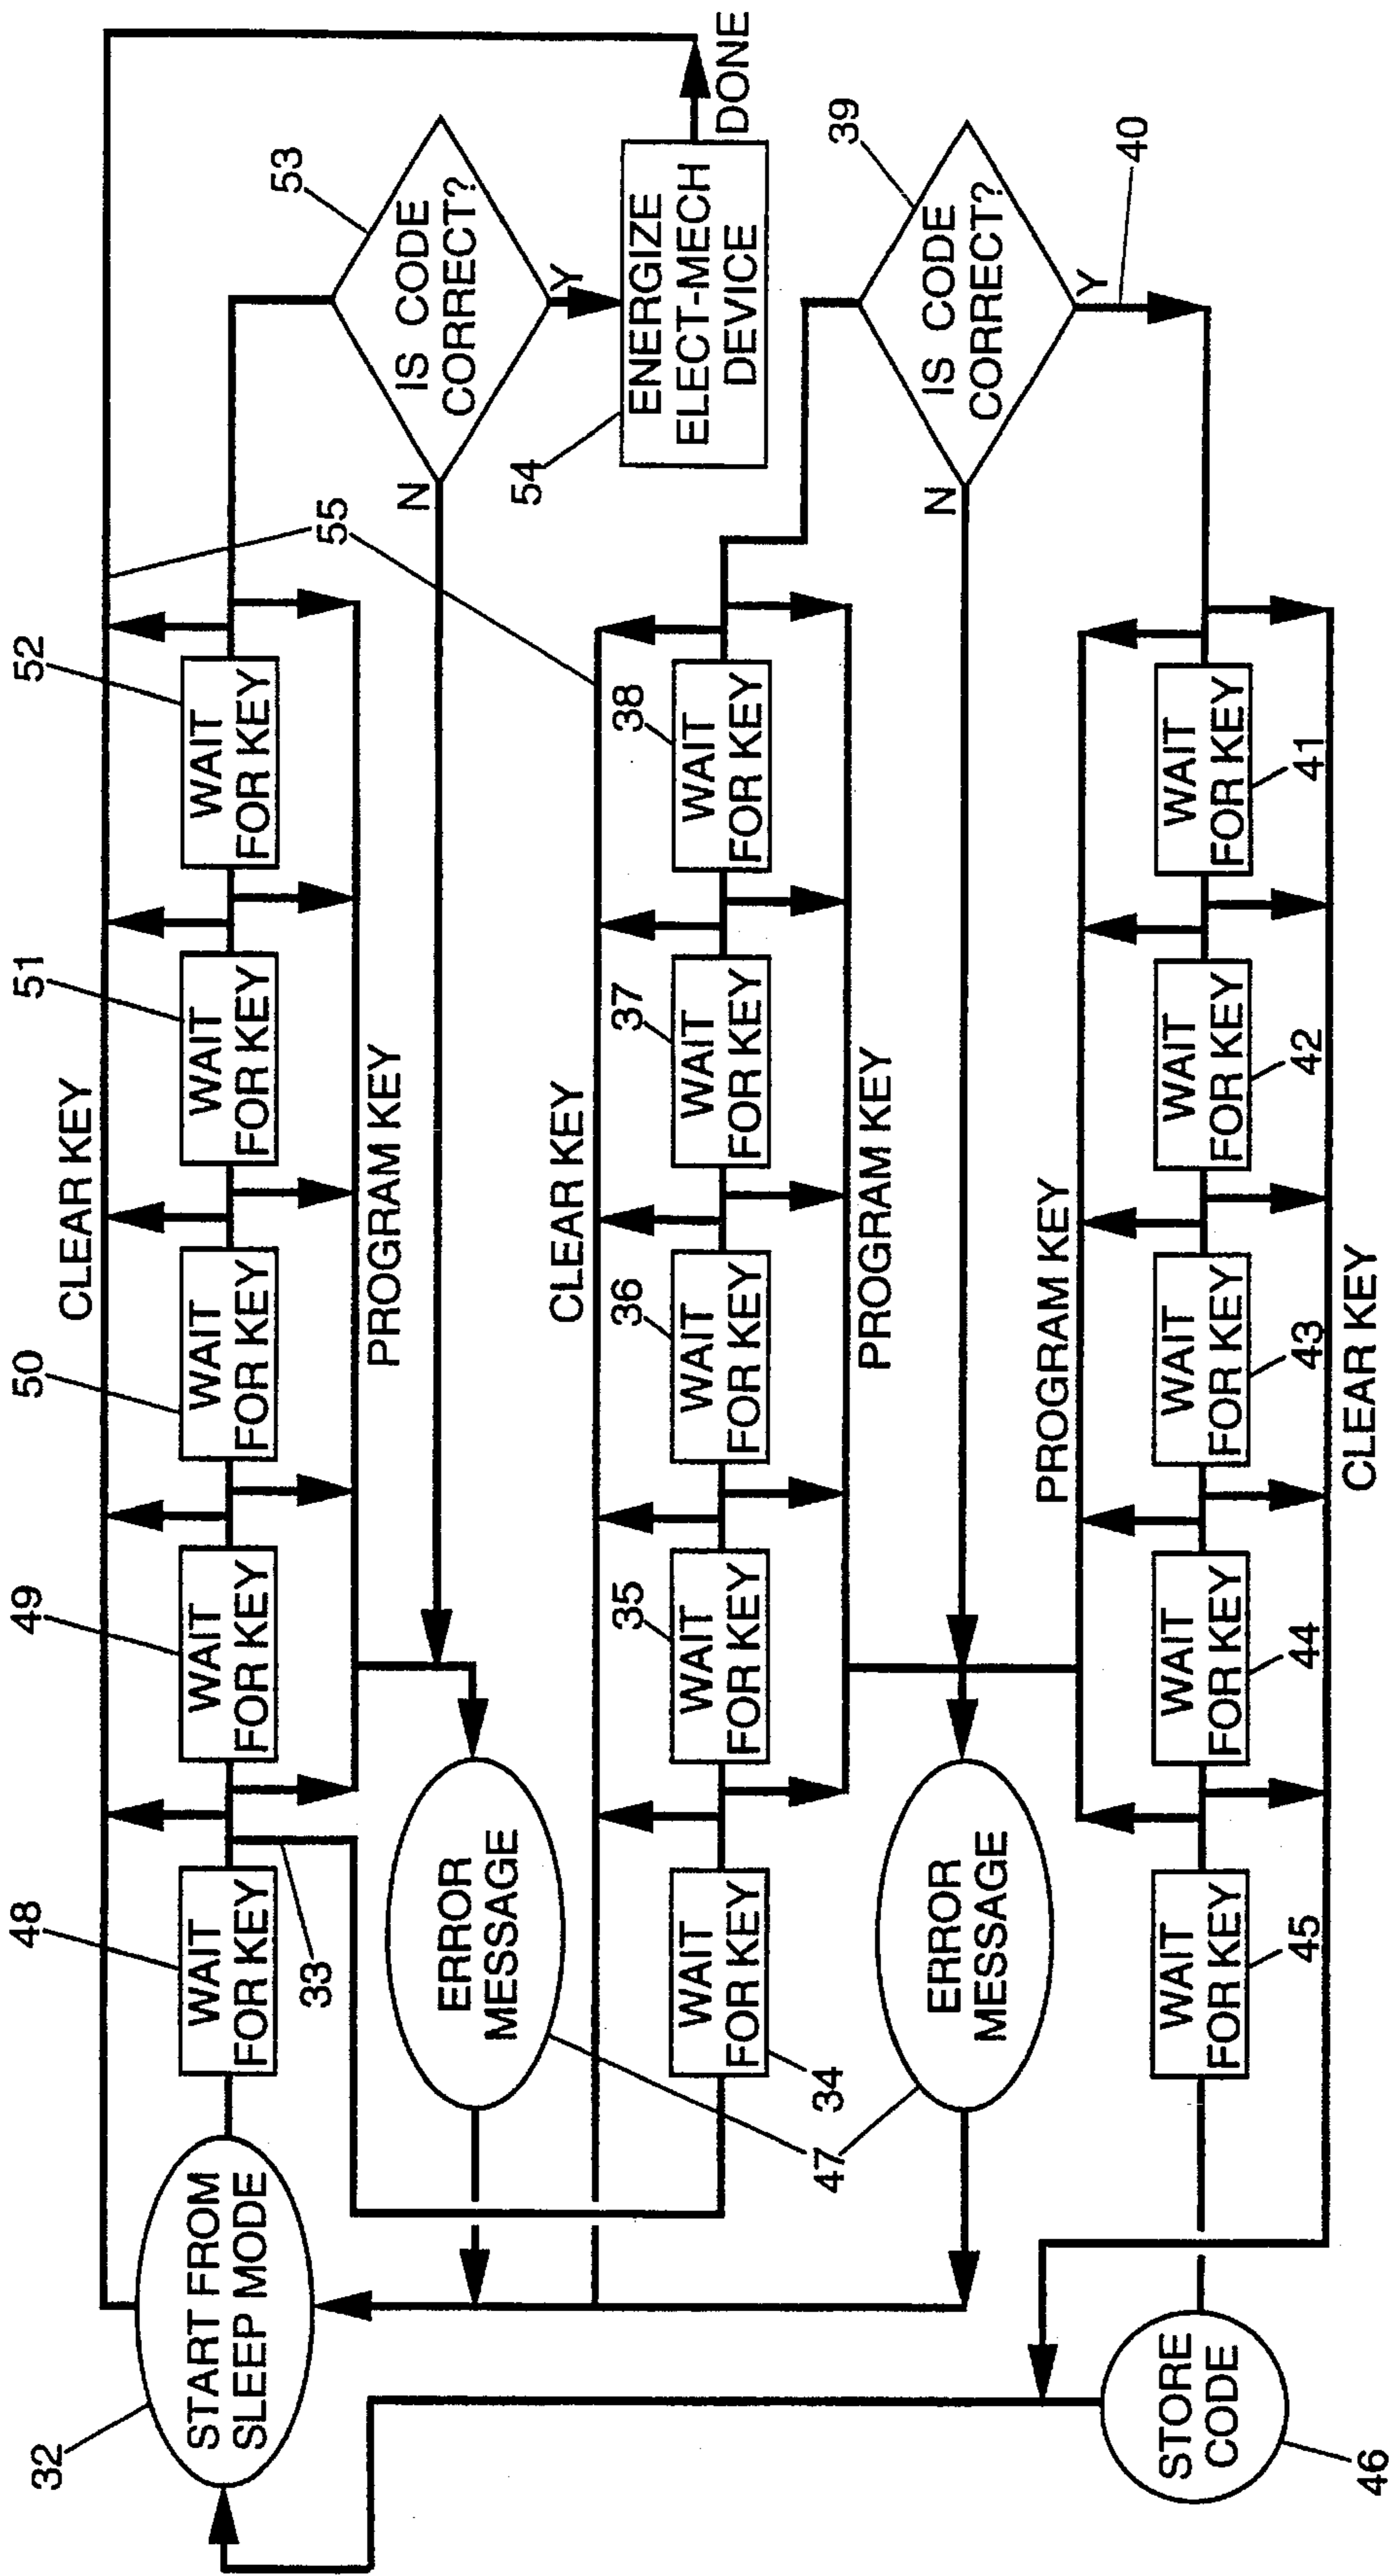 CLEAR KEY
32
START FROM
SLEEP MODE
48
WAIT
FOR KEY
49
WAIT
FOR KEY
50
WAIT
FOR KEY
51
WAIT
FOR KEY
52
WAIT
FOR KEY
33
PROGRAM KEY
55
53
IS CODE
CORRECT?
N
Y
ERROR
MESSAGE
54
ENERGIZE
ELECT-MECH
DEVICE
DONE
47
CLEAR KEY
34
WAIT
FOR KEY
35
WAIT
FOR KEY
36
WAIT
FOR KEY
37
WAIT
FOR KEY
38
WAIT
FOR KEY
PROGRAM KEY
39
IS CODE
CORRECT?
N
Y
40
ERROR
MESSAGE
PROGRAM KEY
46
STORE
CODE
WAIT
FOR KEY
45
WAIT
FOR KEY
44
WAIT
FOR KEY
43
WAIT
FOR KEY
42
WAIT
FOR KEY
41
CLEAR KEY